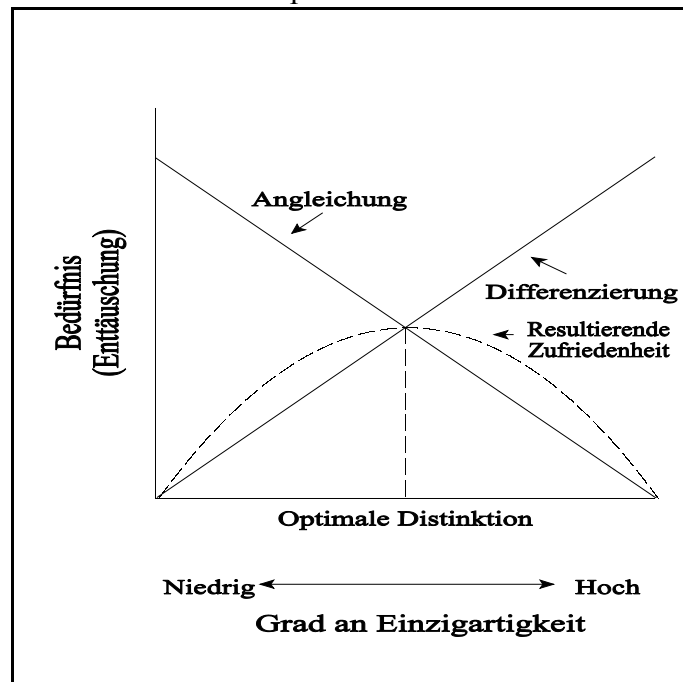 Angleichung
Bedürfnis
(Enttäuschung)
Differenzierung
Resultierende
Zufriedenheit
Optimale Distinktion
Niedrig
Hoch
Grad an Einzigartigkeit